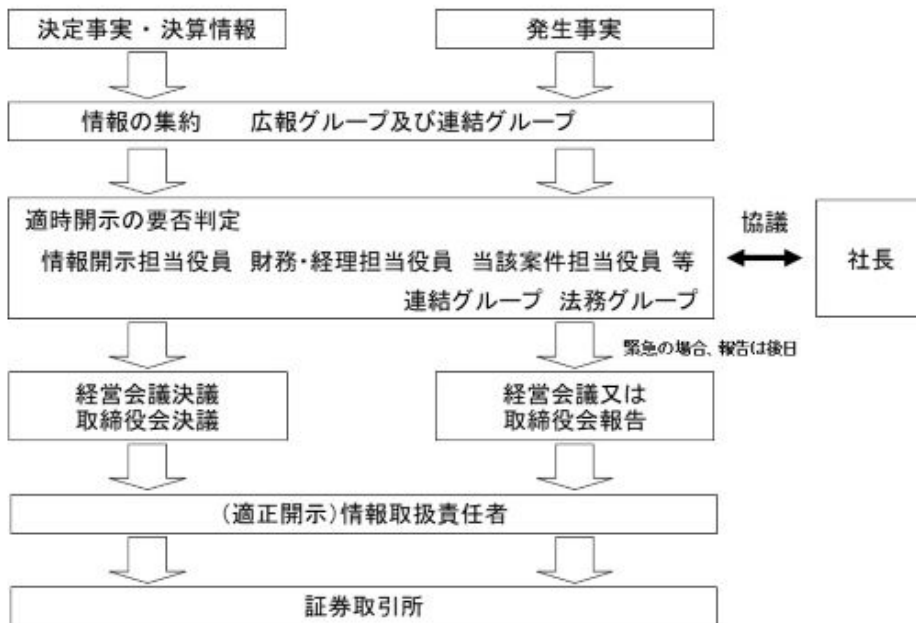 決定事実・決算情報
発生事実
情報の集約　広報グループ及び連結グループ
適時開示の要否判定
情報開示担当役員　財務・経理担当役員　当該案件担当役員 等
連結グループ　法務グループ
協議
社長
緊急の場合、報告は後日
経営会議決議
取締役会決議
経営会議又は
取締役会報告
（適正開示）情報取扱責任者
証券取引所